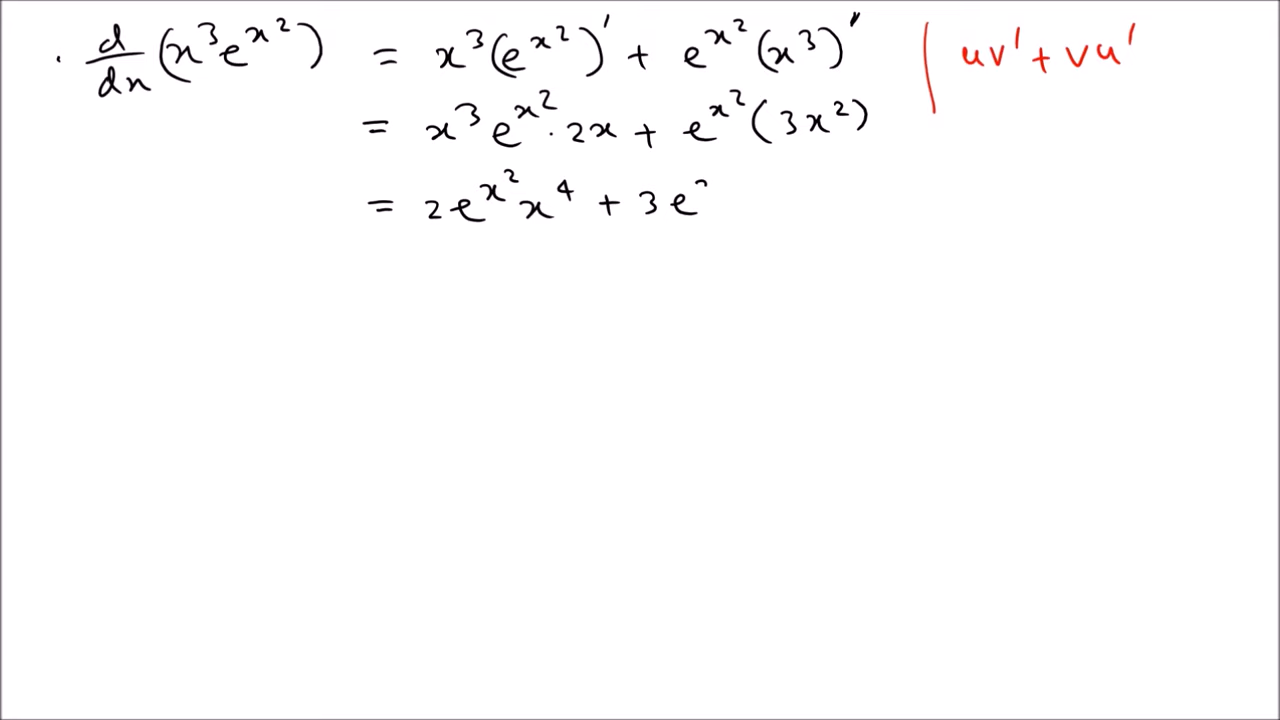 . d/dx (x³e^x²) = x³(e^x²)' + e^x²(x³)' | uv' + vu'
= x³e^x² · 2x + e^x²(3x²)
= 2e^x² x⁴ + 3e